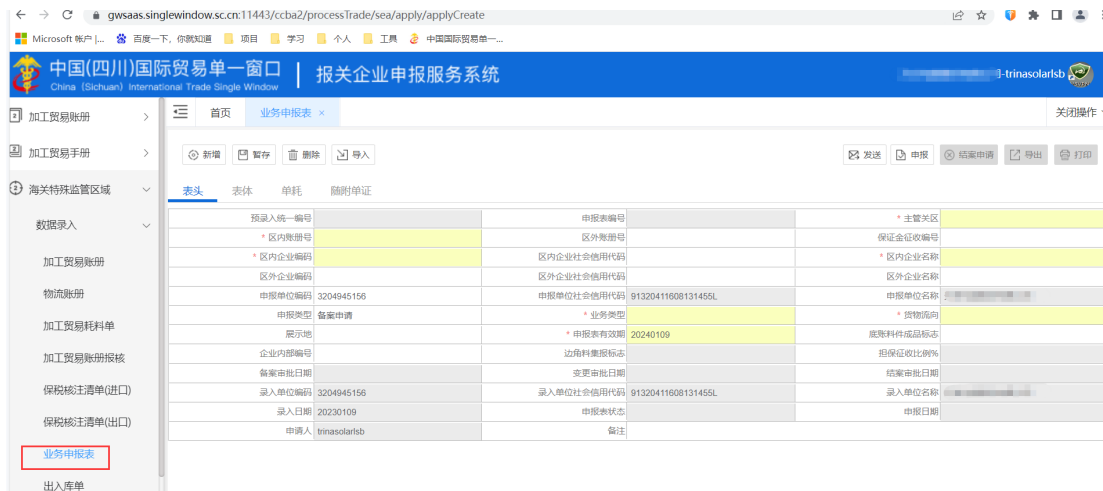 gwsaas.singlewindow.sc.cn:11443/ccba2/processTrade/sea/apply/applyCreate
Microsoft 帐户 |... 百度一下，你就知道 项目 学习 个人 工具 中国国际贸易单一...
中国(四川)国际贸易单一窗口 | 报关企业申报服务系统
China (Sichuan) International Trade Single Window
]-trinasolarlsb
加工贸易账册
首页 业务申报表 × 关闭操作
加工贸易手册
新增 暂存 删除 导入 发送 申报 结案申请 导出 打印
海关特殊监管区域
表头 表体 单耗 随附单证
数据录入
加工贸易账册
物流账册
加工贸易耗料单
加工贸易账册报核
保税核注清单(进口)
保税核注清单(出口)
业务申报表
出入库单
预录入统一编号 申报表编号 * 主管关区
* 区内账册号 区外账册号 保证金征收编号
* 区内企业编码 区内企业社会信用代码 * 区内企业名称
区外企业编码 区外企业社会信用代码 区外企业名称
申报单位编码 3204945156 申报单位社会信用代码 91320411608131455L 申报单位名称
申报类型 备案申请 * 业务类型 * 货物流向
展示地 * 申报表有效期 20240109 底账料件成品标志
企业内部编号 边角料集报标志 担保征收比例%
备案审批日期 变更审批日期 结案审批日期
录入单位编码 3204945156 录入单位社会信用代码 91320411608131455L 录入单位名称
录入日期 20230109 申报表状态 申报日期
申请人 trinasolarlsb 备注